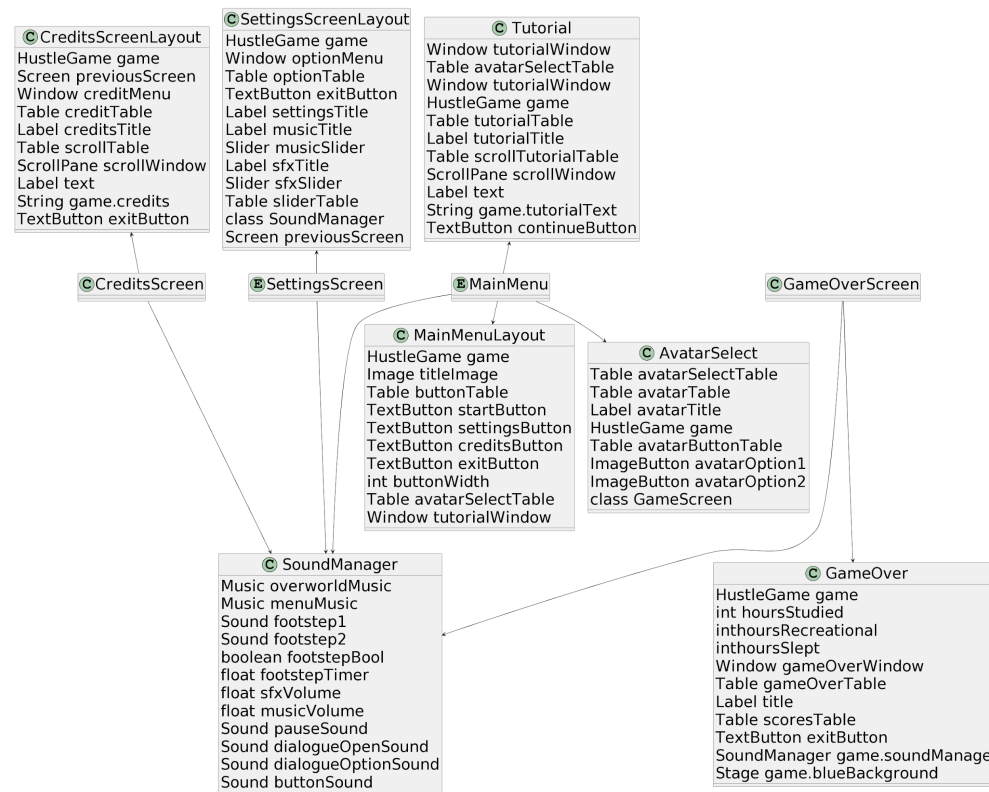 C CreditsScreenLayout
HustleGame game
Screen previousScreen
Window creditMenu
Table creditTable
Label creditsTitle
Table scrollTable
ScrollPane scrollWindow
Label text
String game.credits
TextButton exitButton
C SettingsScreenLayout
HustleGame game
Window optionMenu
Table optionTable
TextButton exitButton
Label settingsTitle
Label musicTitle
Slider musicSlider
Label sfxTitle
Slider sfxSlider
Table sliderTable
class SoundManager
Screen previousScreen
C Tutorial
Window tutorialWindow
Table avatarSelectTable
Window tutorialWindow
HustleGame game
Table tutorialTable
Label tutorialTitle
Table scrollTutorialTable
ScrollPane scrollWindow
Label text
String game.tutorialText
TextButton continueButton
C CreditsScreen
E SettingsScreen
E MainMenu
C GameOverScreen
C MainMenuLayout
HustleGame game
Image titleImage
Table buttonTable
TextButton startButton
TextButton settingsButton
TextButton creditsButton
TextButton exitButton
int buttonWidth
Table avatarSelectTable
Window tutorialWindow
C AvatarSelect
Table avatarSelectTable
Table avatarTable
Label avatarTitle
HustleGame game
Table avatarButtonTable
ImageButton avatarOption1
ImageButton avatarOption2
class GameScreen
C SoundManager
Music overworldMusic
Music menuMusic
Sound footstep1
Sound footstep2
boolean footstepBool
float footstepTimer
float sfxVolume
float musicVolume
Sound pauseSound
Sound dialogueOpenSound
Sound dialogueOptionSound
Sound buttonSound
C GameOver
HustleGame game
int hoursStudied
inthoursRecreational
inthoursSlept
Window gameOverWindow
Table gameOverTable
Label title
Table scoresTable
TextButton exitButton
SoundManager game.soundManage
Stage game.blueBackground